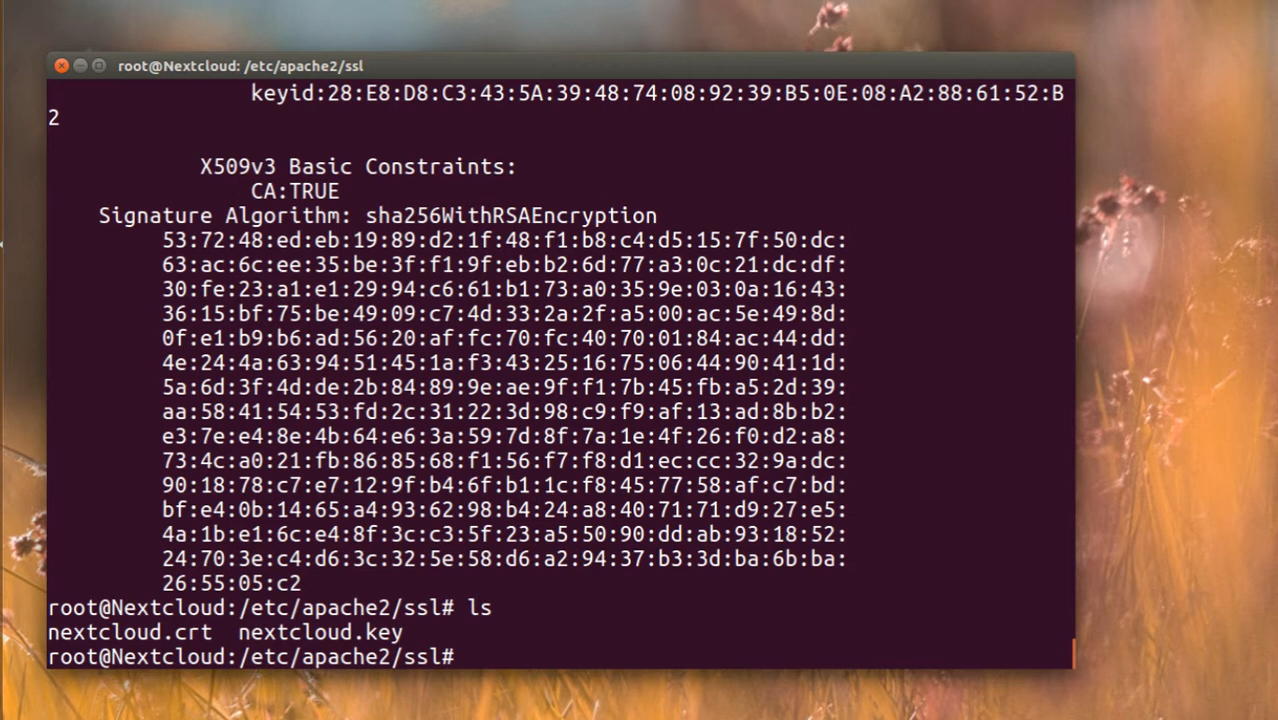 root@Nextcloud: /etc/apache2/ssl
keyid:28:E8:D8:C3:43:5A:39:48:74:08:92:39:B5:0E:08:A2:88:61:52:B
2
X509v3 Basic Constraints:
CA:TRUE
Signature Algorithm: sha256WithRSAEncryption
53:72:48:ed:eb:19:89:d2:1f:48:f1:b8:c4:d5:15:7f:50:dc:
63:ac:6c:ee:35:be:3f:f1:9f:eb:b2:6d:77:a3:0c:21:dc:df:
30:fe:23:a1:e1:29:94:c6:61:b1:73:a0:35:9e:03:0a:16:43:
36:15:bf:75:be:49:09:c7:4d:33:2a:2f:a5:00:ac:5e:49:8d:
0f:e1:b9:b6:ad:56:20:af:fc:70:fc:40:70:01:84:ac:44:dd:
4e:24:4a:63:94:51:45:1a:f3:43:25:16:75:06:44:90:41:1d:
5a:6d:3f:4d:de:2b:84:89:9e:ae:9f:f1:7b:45:fb:a5:2d:39:
aa:58:41:54:53:fd:2c:31:22:3d:98:c9:f9:af:13:ad:8b:b2:
e3:7e:e4:8e:4b:64:e6:3a:59:7d:8f:7a:1e:4f:26:f0:d2:a8:
73:4c:a0:21:fb:86:85:68:f1:56:f7:f8:d1:ec:cc:32:9a:dc:
90:18:78:c7:e7:12:9f:b4:6f:b1:1c:f8:45:77:58:af:c7:bd:
bf:e4:0b:14:65:a4:93:62:98:b4:24:a8:40:71:71:d9:27:e5:
4a:1b:e1:6c:e4:8f:3c:c3:5f:23:a5:50:90:dd:ab:93:18:52:
24:70:3e:c4:d6:3c:32:5e:58:d6:a2:94:37:b3:3d:ba:6b:ba:
26:55:05:c2
root@Nextcloud:/etc/apache2/ssl# ls
nextcloud.crt  nextcloud.key
root@Nextcloud:/etc/apache2/ssl#